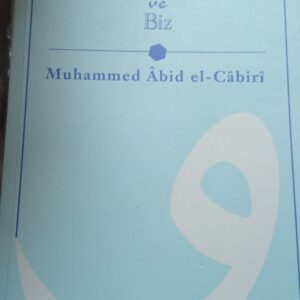 ve
Biz
Muhammed Âbid el-Câbirî
و